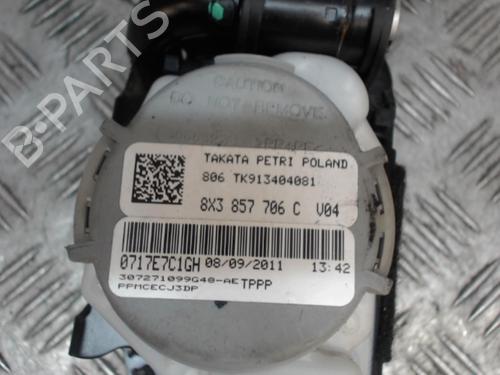 CAUTION
DO NOT REMOVE
TAKATA PETRI POLAND
806 TK913404081
8X3 857 706 C V04
0717E7C1GH 08/09/2011 13:42
307271099G48-AE TPPP
PPMCECJ3DP
B-PARTS